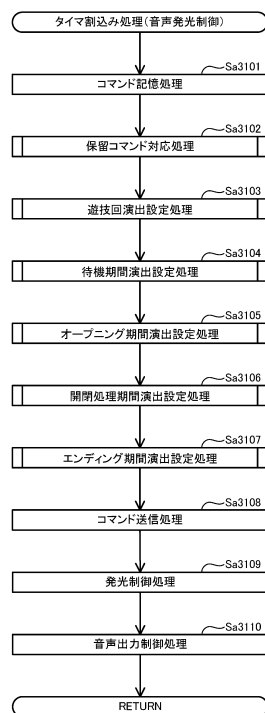 タイマ割込み処理(音声発光制御)
Sa3101
コマンド記憶処理
Sa3102
保留コマンド対応処理
Sa3103
遊技回演出設定処理
Sa3104
待機期間演出設定処理
Sa3105
オープニング期間演出設定処理
Sa3106
開閉処理期間演出設定処理
Sa3107
エンディング期間演出設定処理
Sa3108
コマンド送信処理
Sa3109
発光制御処理
Sa3110
音声出力制御処理
RETURN